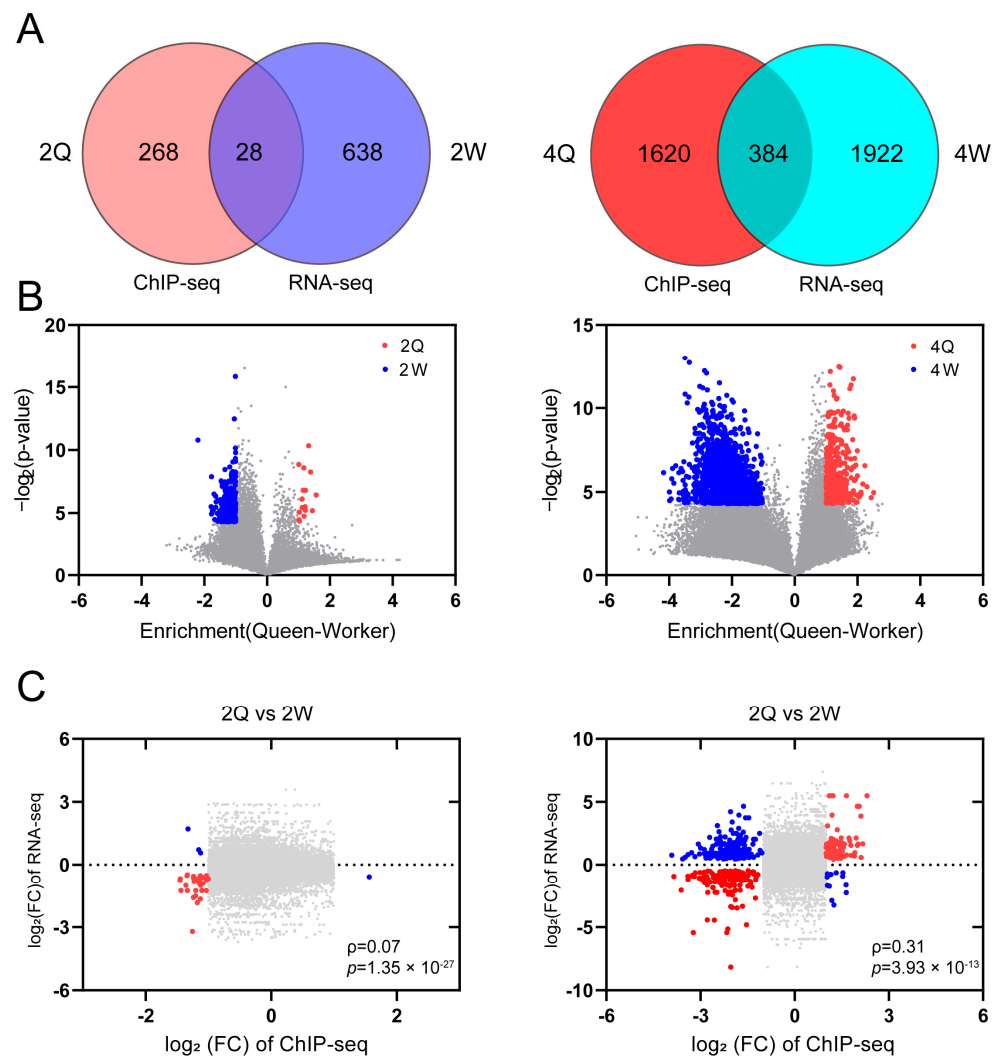 A
2Q 268 28 638 2W
ChIP-seq RNA-seq
4Q 1620 384 1922 4W
ChIP-seq RNA-seq
B
−log₂(p-value)
20
15
10
5
0
-6 -4 -2 0 2 4 6
Enrichment(Queen-Worker)
2Q
2W
−log₂(p-value)
15
10
5
0
-6 -4 -2 0 2 4 6
Enrichment(Queen-Worker)
4Q
4W
C
2Q vs 2W
log₂(FC)of RNA-seq
6
3
0
-3
-6
-2 0 2
log₂ (FC) of ChIP-seq
ρ=0.07
p=1.35 × 10⁻²⁷
2Q vs 2W
log₂(FC)of RNA-seq
10
5
0
-5
-10
-6 -3 0 3 6
log₂ (FC) of ChIP-seq
ρ=0.31
p=3.93 × 10⁻¹³